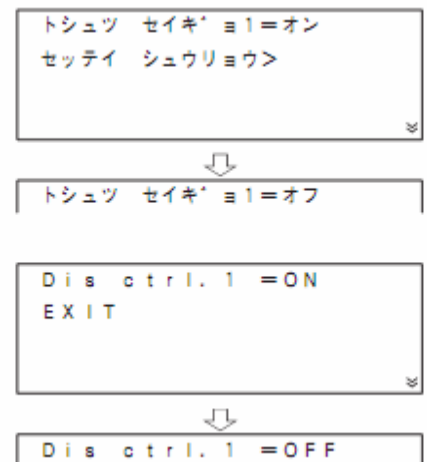 トシュツ セイギョ1=オン
セッテイ シュウリョウ>
トシュツ セイギョ1=オフ
Dis ctrl.1 =ON
EXIT
Dis ctrl.1 =OFF